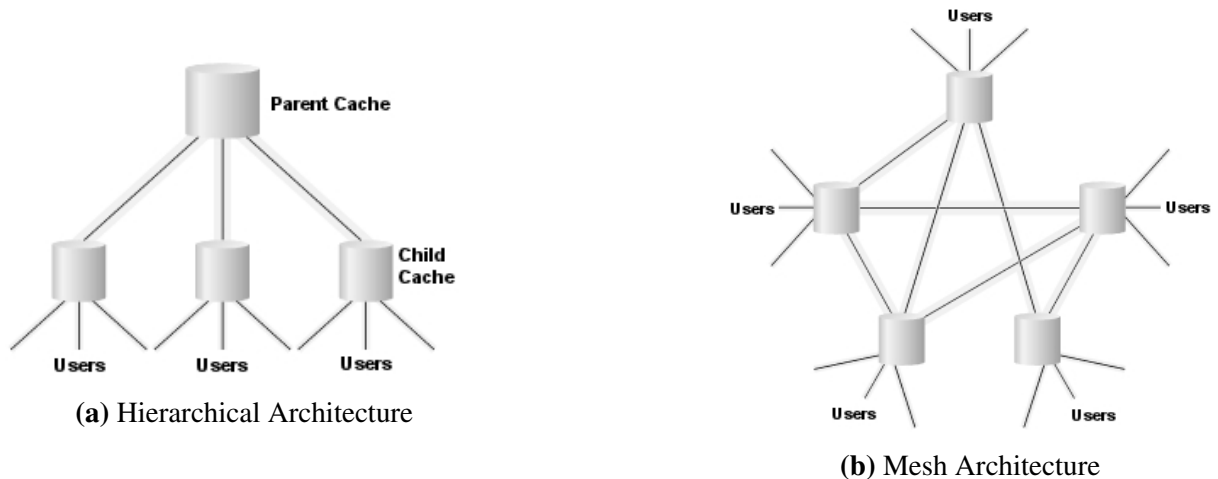 Parent Cache
Child
Cache
Users
Users
Users
(a) Hierarchical Architecture
Users
Users
Users
Users
Users
(b) Mesh Architecture